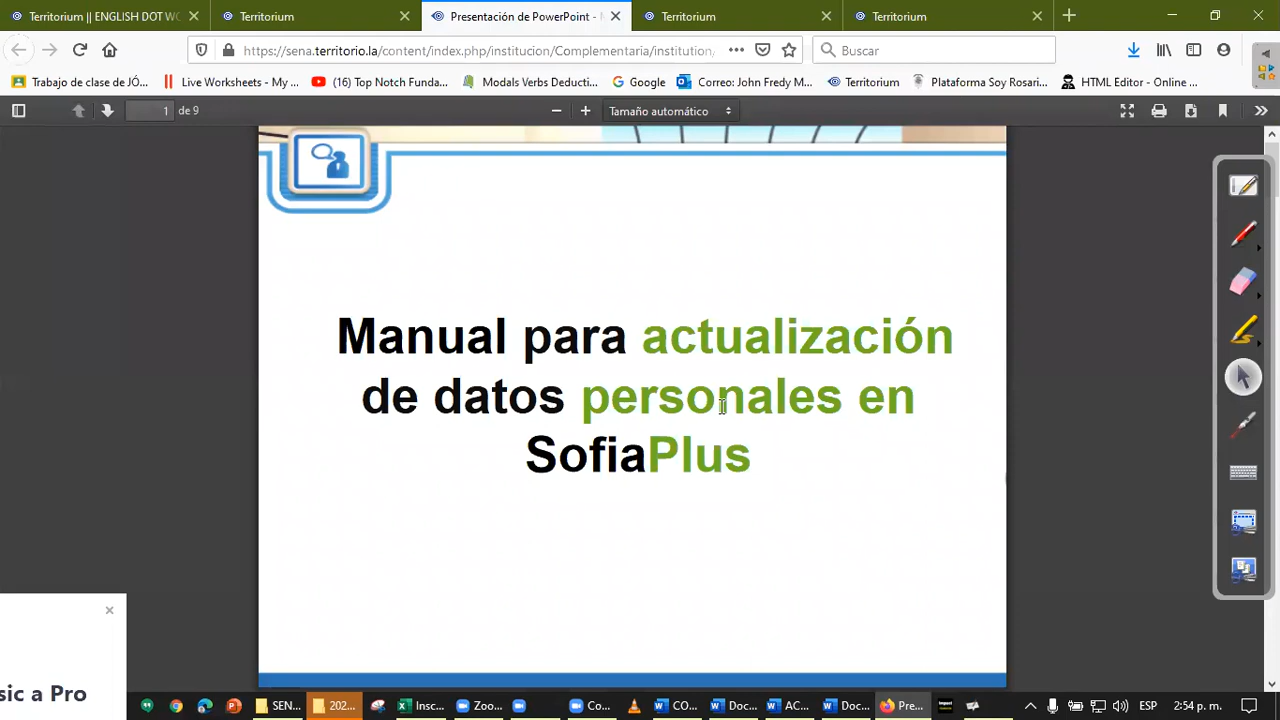 Territorium || ENGLISH DOT WO
Territorium
Presentación de PowerPoint -
Territorium
Territorium
https://sena.territorio.la/content/index.php/institucion/Complementaria/institution/
Buscar
Trabajo de clase de JÓ...
Live Worksheets - My ...
(16) Top Notch Funda...
Modals Verbs Deducti...
Google
Correo: John Fredy M...
Territorium
Plataforma Soy Rosari...
HTML Editor - Online ...
1 de 9
Tamaño automático
Manual para actualización
de datos personales en
SofiaPlus
sic a Pro
SEN...
202...
Insc...
Zoo...
Co...
CO...
Doc...
AC...
Doc...
Pre...
ESP
2:54 p. m.